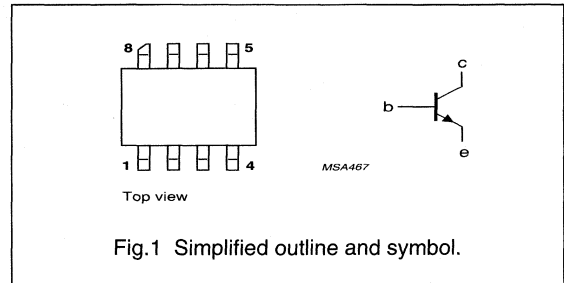 8 5
c
b
1 4
e
MSA467
Top view
Fig.1 Simplified outline and symbol.